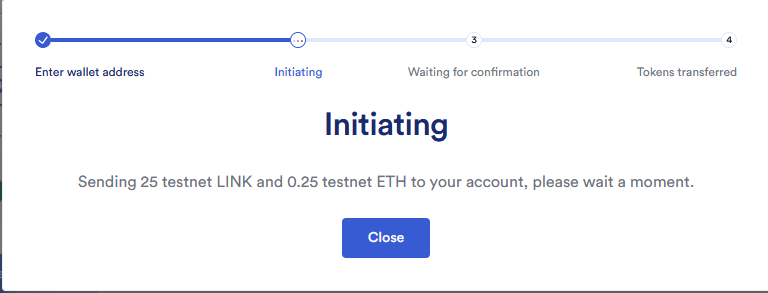 3
4
Enter wallet address
Initiating
Waiting for confirmation
Tokens transferred
Initiating
Sending 25 testnet LINK and 0.25 testnet ETH to your account, please wait a moment.
Close